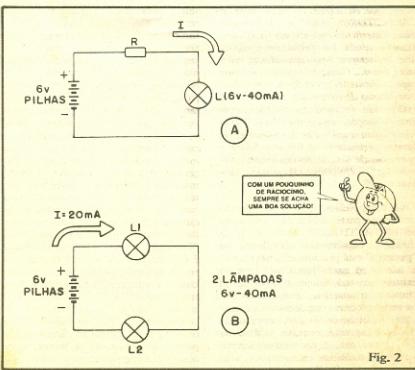 I
R
+
6v
PILHAS
-
L(6v-40mA)
A
COM UM POUQUINHO
DE RACIOCÍNIO,
SEMPRE SE ACHA
UMA BOA SOLUÇÃO!
I=20mA
L1
+
6v
PILHAS
-
2 LÂMPADAS
6v-40mA
B
L2
Fig. 2